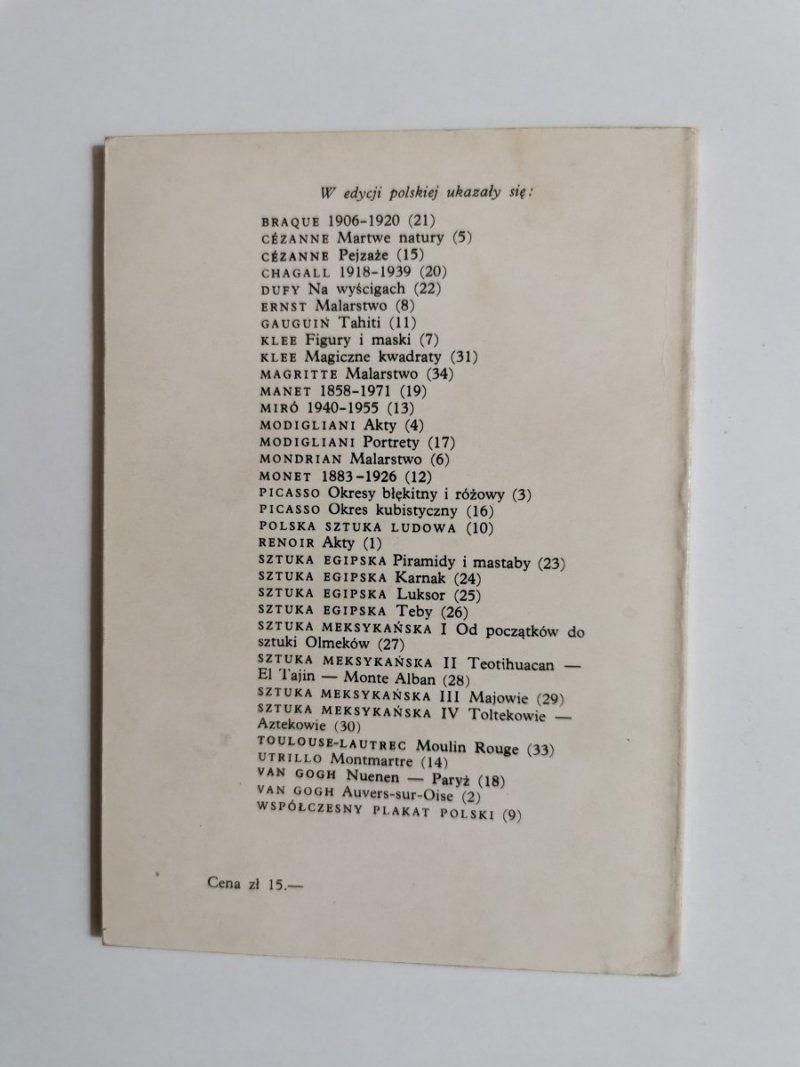 W edycji polskiej ukazały się:
BRAQUE 1906-1920 (21)
CÉZANNE Martwe natury (5)
CÉZANNE Pejzaże (15)
CHAGALL 1918-1939 (20)
DUFY Na wyścigach (22)
ERNST Malarstwo (8)
GAUGUIŃ Tahiti (11)
KLEE Figury i maski (7)
KLEE Magiczne kwadraty (31)
MAGRITTE Malarstwo (34)
MANET 1858-1971 (19)
MIRÓ 1940-1955 (13)
MODIGLIANI Akty (4)
MODIGLIANI Portrety (17)
MONDRIAN Malarstwo (6)
MONET 1883-1926 (12)
PICASSO Okresy błękitny i różowy (3)
PICASSO Okres kubistyczny (16)
POLSKA SZTUKA LUDOWA (10)
RENOIR Akty (1)
SZTUKA EGIPSKA Piramidy i mastaby (23)
SZTUKA EGIPSKA Karnak (24)
SZTUKA EGIPSKA Luksor (25)
SZTUKA EGIPSKA Teby (26)
SZTUKA MEKSYKAŃSKA I Od początków do
sztuki Olmeków (27)
SZTUKA MEKSYKAŃSKA II Teotihuacan —
El Tajin — Monte Alban (28)
SZTUKA MEKSYKAŃSKA III Majowie (29)
SZTUKA MEKSYKAŃSKA IV Toltekowie —
Aztekowie (30)
TOULOUSE-LAUTREC Moulin Rouge (33)
UTRILLO Montmartre (14)
VAN GOGH Nuenen — Paryż (18)
VAN GOGH Auvers-sur-Oise (2)
WSPÓŁCZESNY PLAKAT POLSKI (9)
Cena zł 15.—